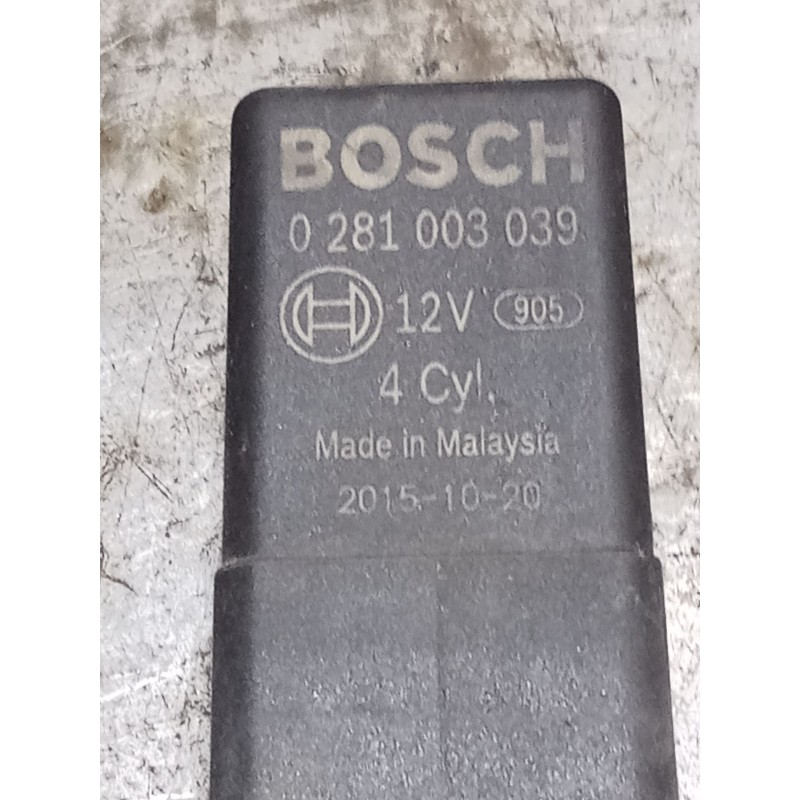 BOSCH
0 281 003 039
12V 905
4 Cyl.
Made in Malaysia
2015-10-20